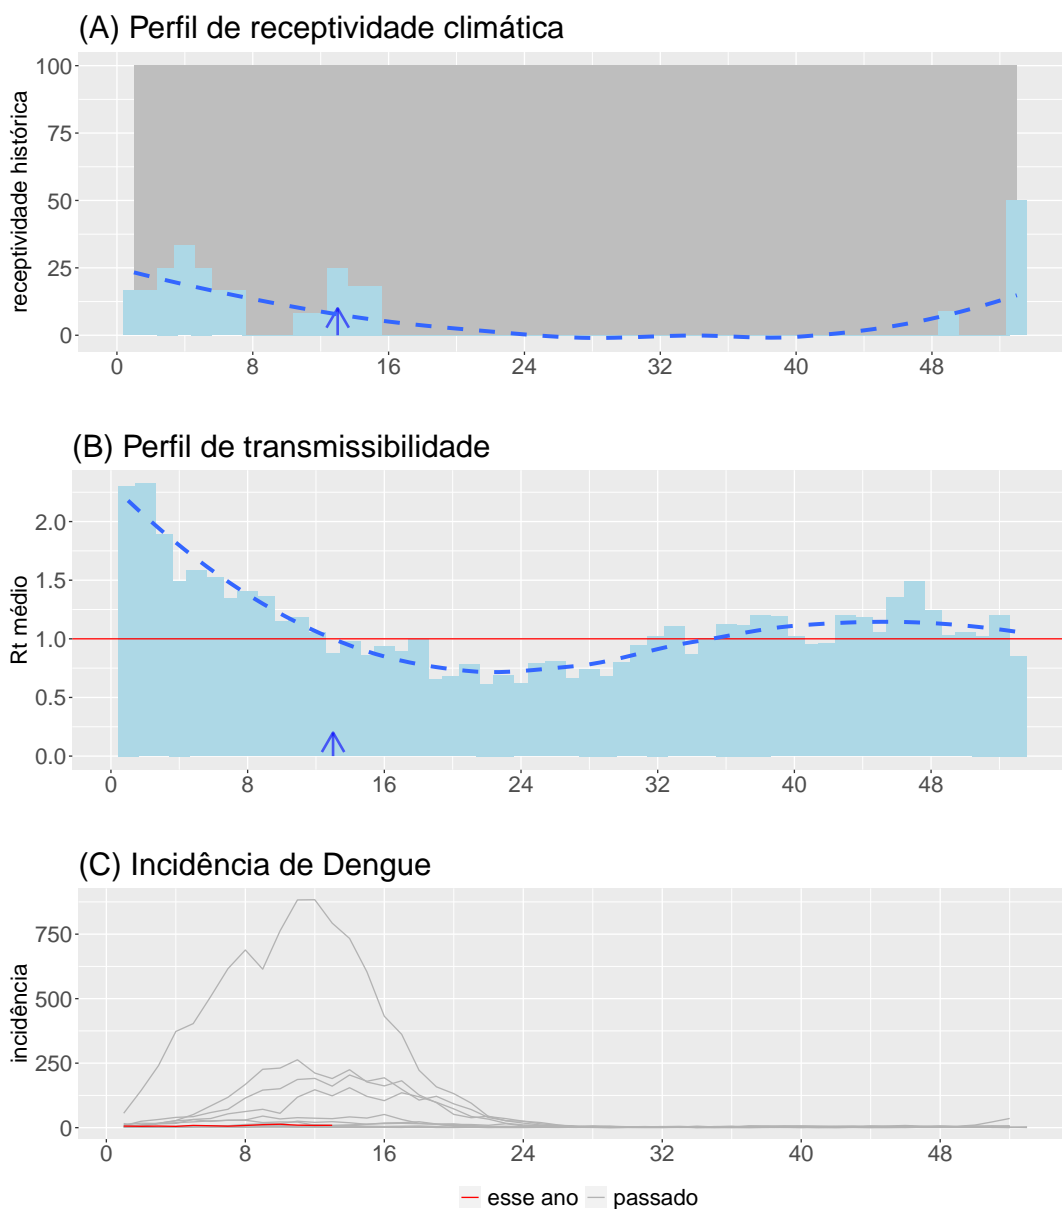 (A) Perfil de receptividade climática
receptividade histórica
100
75
50
25
0
0 8 16 24 32 40 48
(B) Perfil de transmissibilidade
Rt médio
2.0
1.5
1.0
0.5
0.0
0 8 16 24 32 40 48
(C) Incidência de Dengue
incidência
750
500
250
0
0 8 16 24 32 40 48
esse ano passado